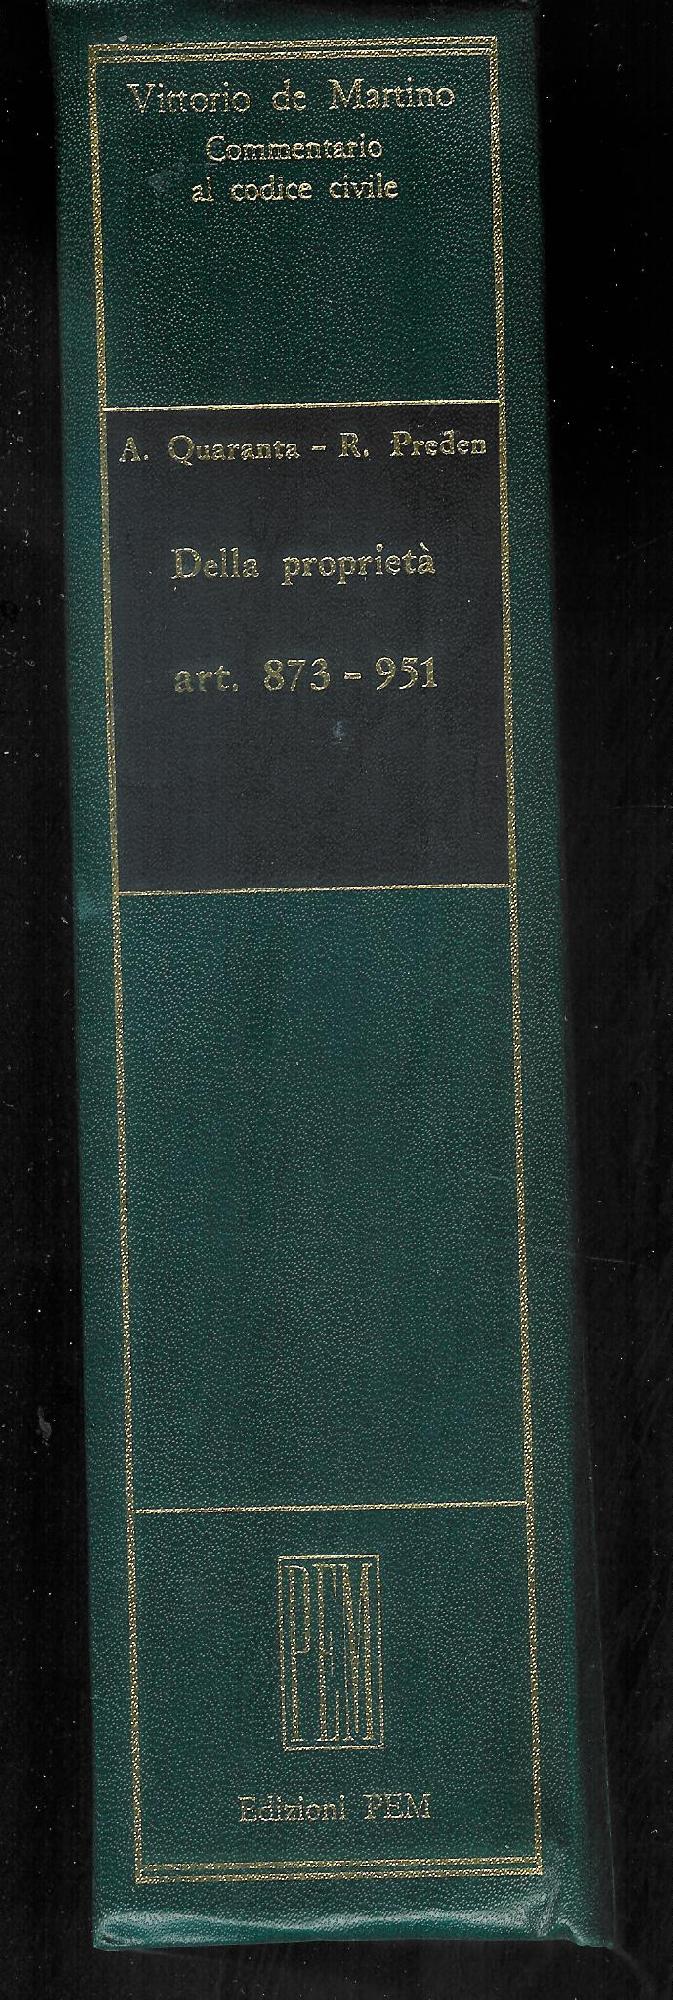 Vittorio de Martino
Commentario
al codice civile
A. Quaranta - R. Preden
Della proprietà
art. 873 - 951
PEM
Edizioni PEM